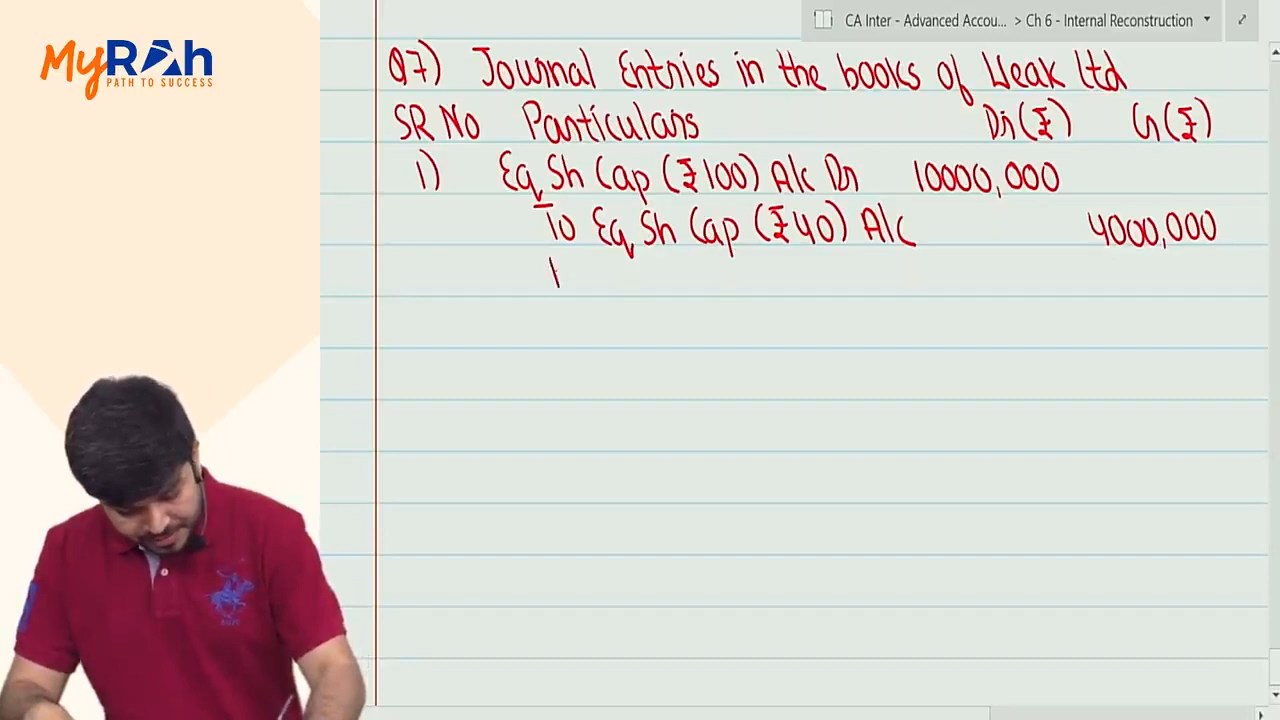 MyRAh
PATH TO SUCCESS
CA Inter - Advanced Accou... > Ch 6 - Internal Reconstruction
Q7) Journal Entries in the books of Weak Ltd
SR No Particulars Dr(₹) Cr(₹)
1) Eq Sh Cap (₹100) A/c Dr 10000,000
To Eq Sh Cap (₹40) A/c 4000,000